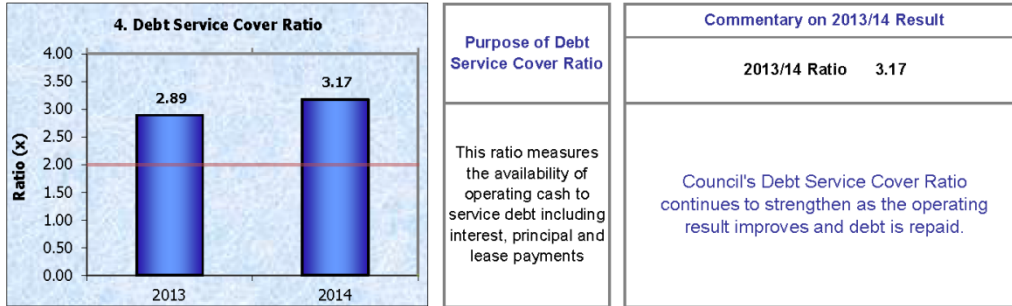 4. Debt Service Cover Ratio
4.00
3.50
3.00
2.50
2.00
1.50
1.00
0.50
0.00
Ratio (x)
2.89
3.17
2013
2014
Purpose of Debt
Service Cover Ratio
This ratio measures
the availability of
operating cash to
service debt including
interest, principal and
lease payments
Commentary on 2013/14 Result
2013/14 Ratio 3.17
Council's Debt Service Cover Ratio
continues to strengthen as the operating
result improves and debt is repaid.